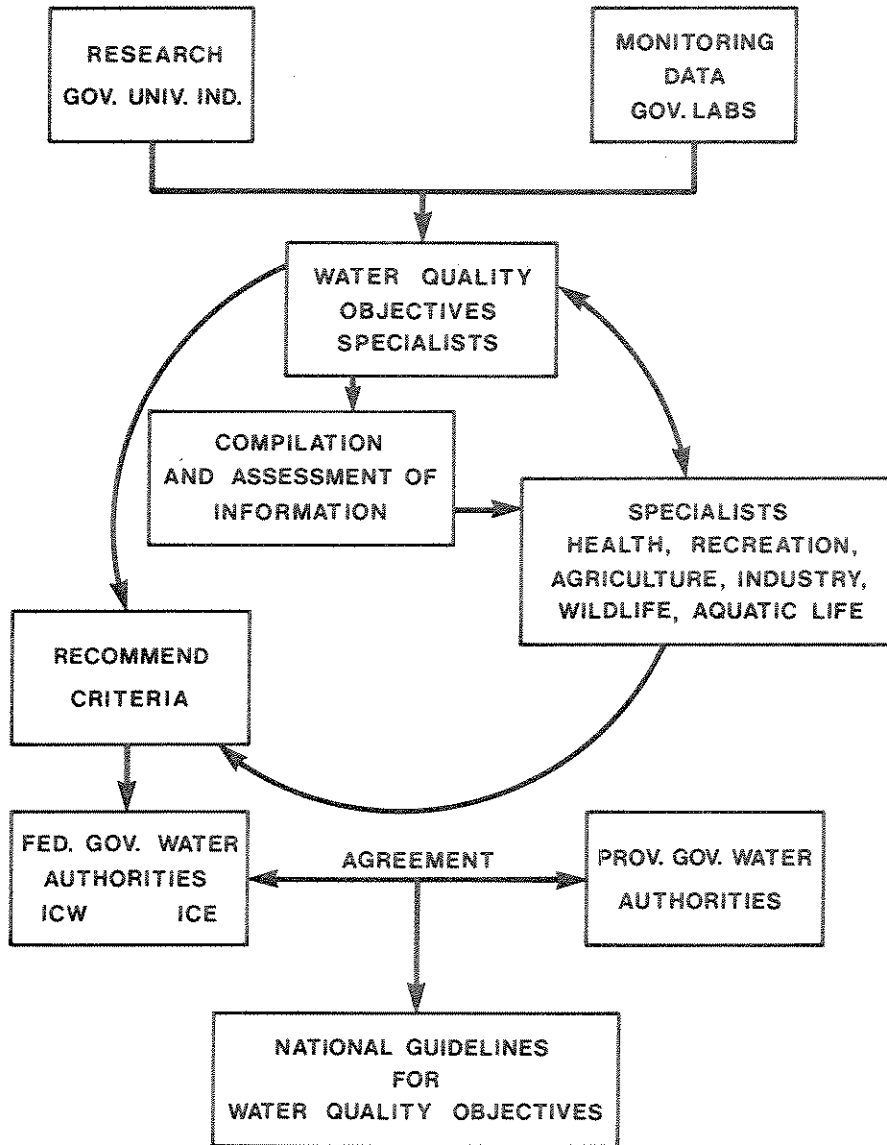 RESEARCH
GOV. UNIV. IND.
MONITORING
DATA
GOV. LABS
WATER QUALITY
OBJECTIVES
SPECIALISTS
COMPILATION
AND ASSESSMENT OF
INFORMATION
SPECIALISTS
HEALTH, RECREATION,
AGRICULTURE, INDUSTRY,
WILDLIFE, AQUATIC LIFE
RECOMMEND
CRITERIA
FED. GOV. WATER
AUTHORITIES
ICW ICE
AGREEMENT
PROV. GOV. WATER
AUTHORITIES
NATIONAL GUIDELINES
FOR
WATER QUALITY OBJECTIVES